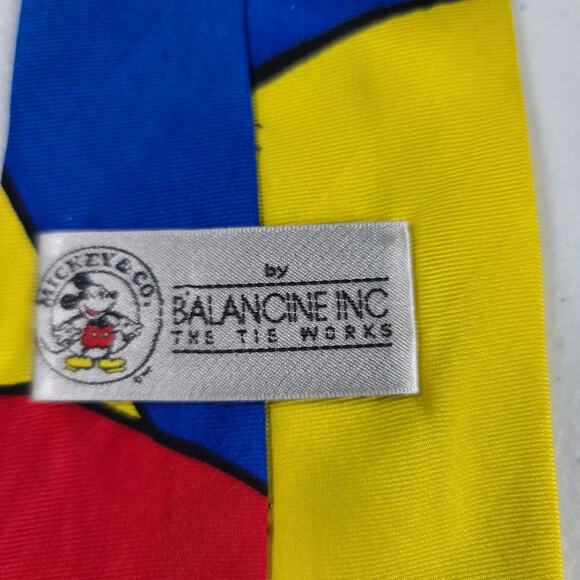 MICKEY & CO.
by
BALANCINE INC
THE TIE WORKS